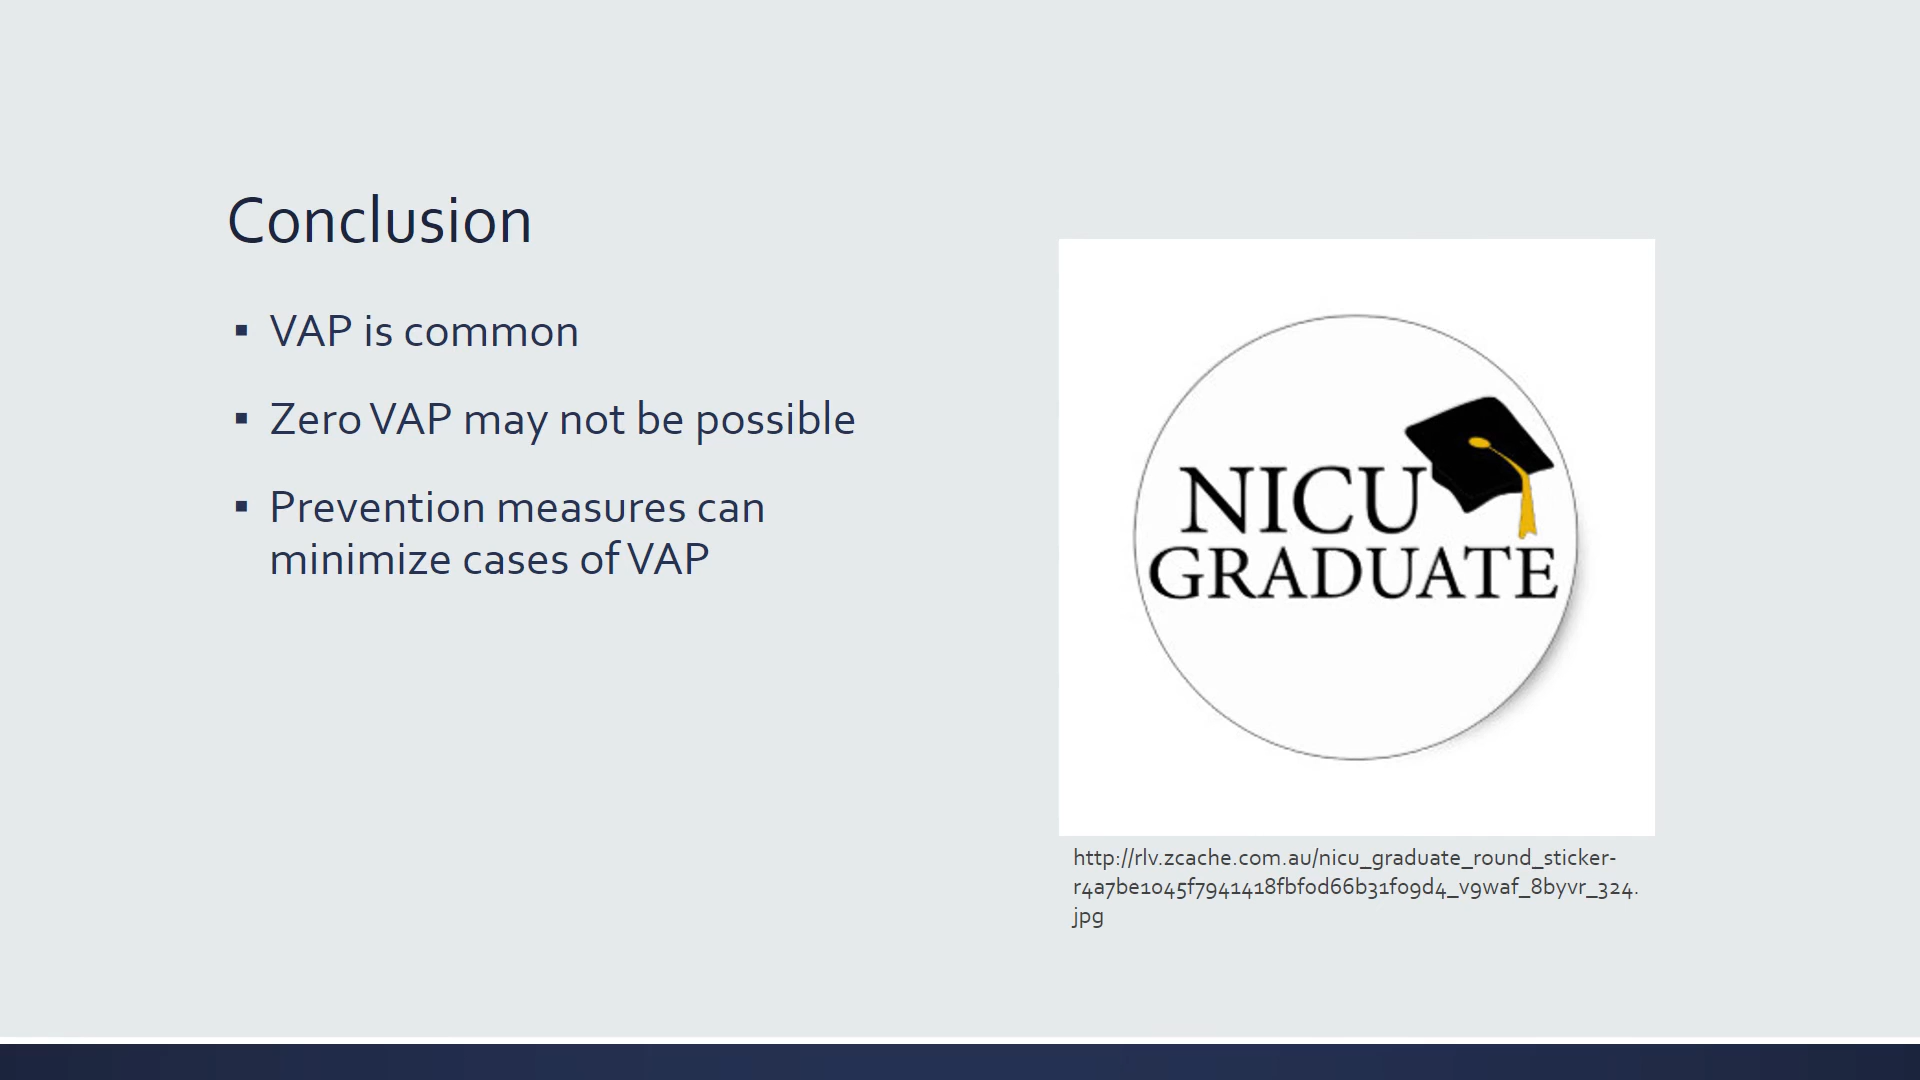 Conclusion
▪ VAP is common
▪ Zero VAP may not be possible
▪ Prevention measures can
minimize cases of VAP
NICU
GRADUATE
http://rlv.zcache.com.au/nicu_graduate_round_sticker-
r4a7be1045f7941418fbfod66b31f09d4_v9waf_8byvr_324.
jpg